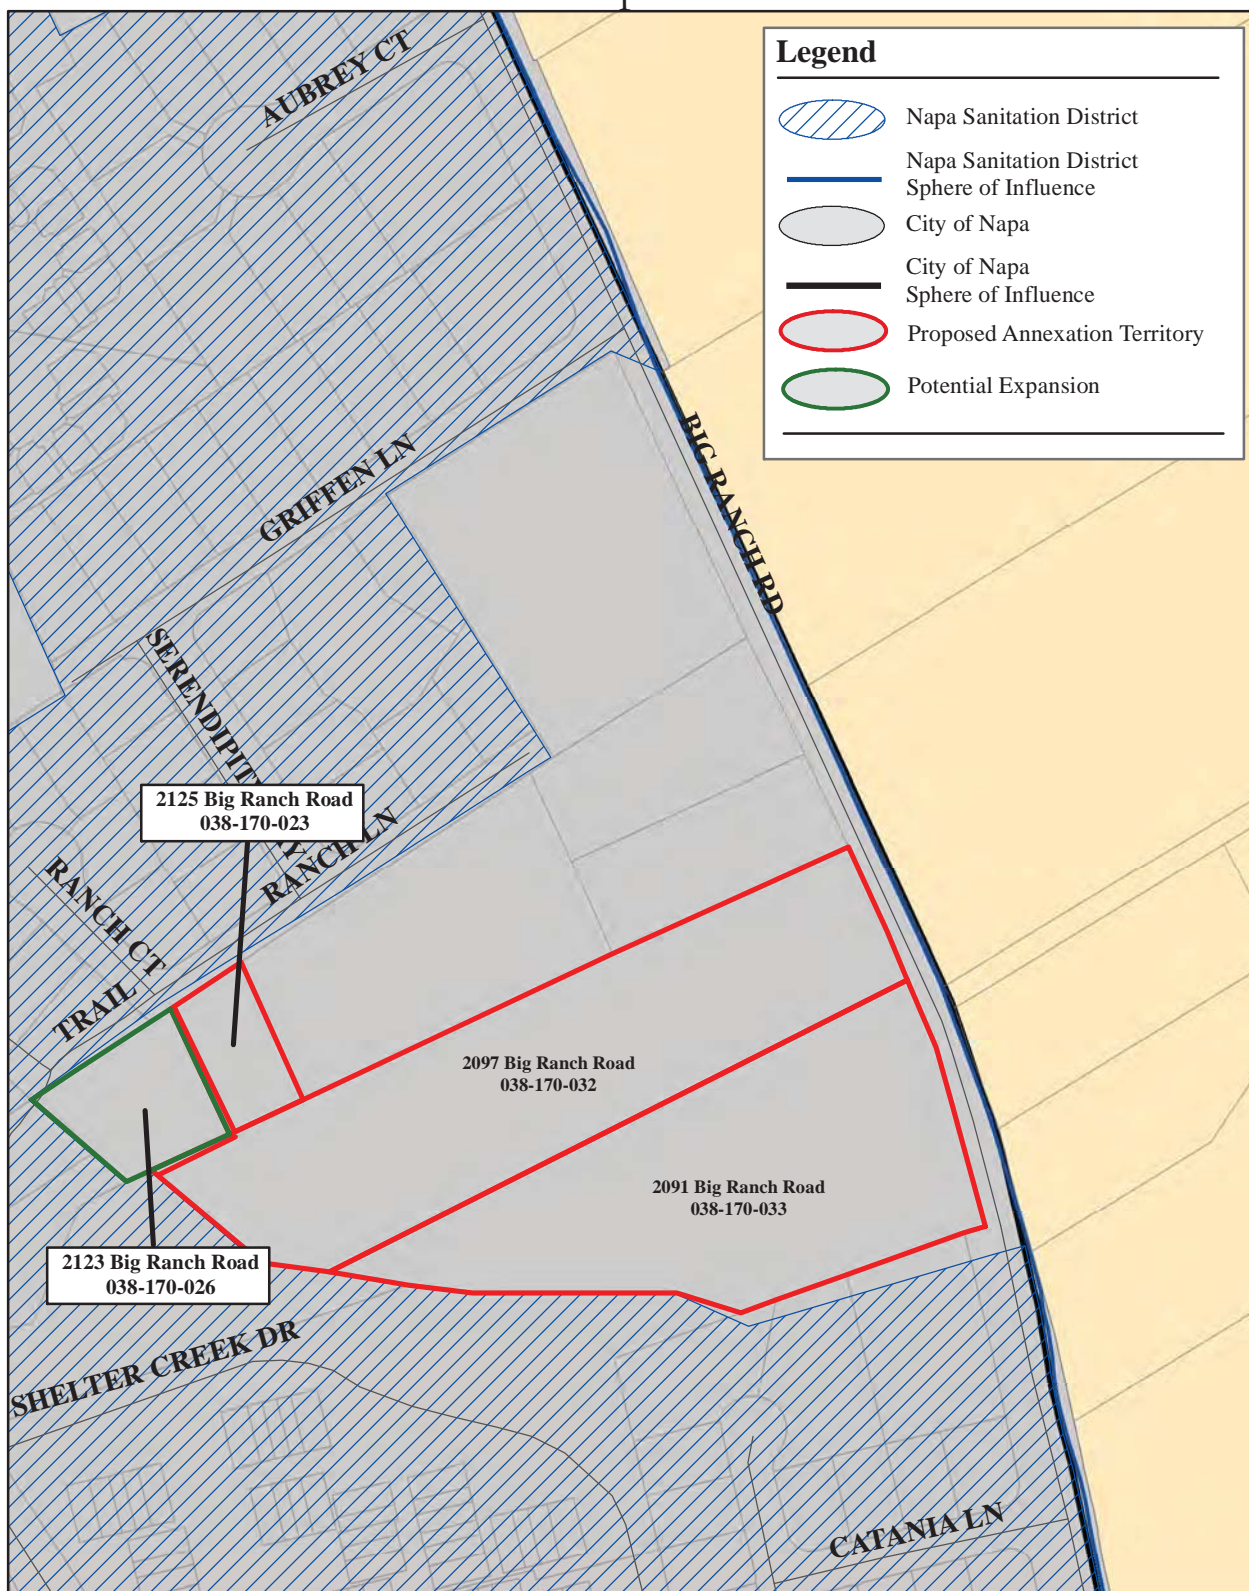 Legend
Napa Sanitation District
Napa Sanitation District
Sphere of Influence
City of Napa
City of Napa
Sphere of Influence
Proposed Annexation Territory
Potential Expansion
AUBREY CT
GRIFFEN LN
BIG RANCH RD
2125 Big Ranch Road
038-170-023
RANCH CT
TRAIL RANCH LN
2097 Big Ranch Road
038-170-032
2091 Big Ranch Road
038-170-033
2123 Big Ranch Road
038-170-026
SHELTER CREEK DR
CATANIA LN